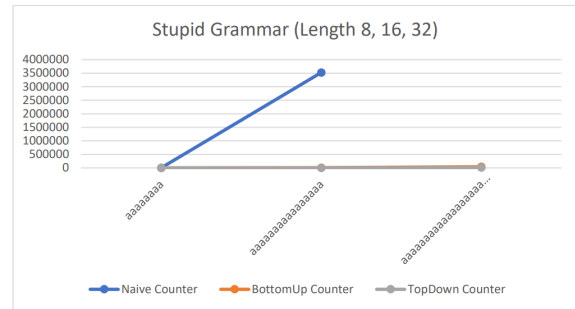 Stupid Grammar (Length 8, 16, 32)
4000000
3500000
3000000
2500000
2000000
1500000
1000000
500000
0
aaaaaaaa
aaaaaaaaaaaaaaaa
aaaaaaaaaaaaaaaaaa...
Naive Counter BottomUp Counter TopDown Counter